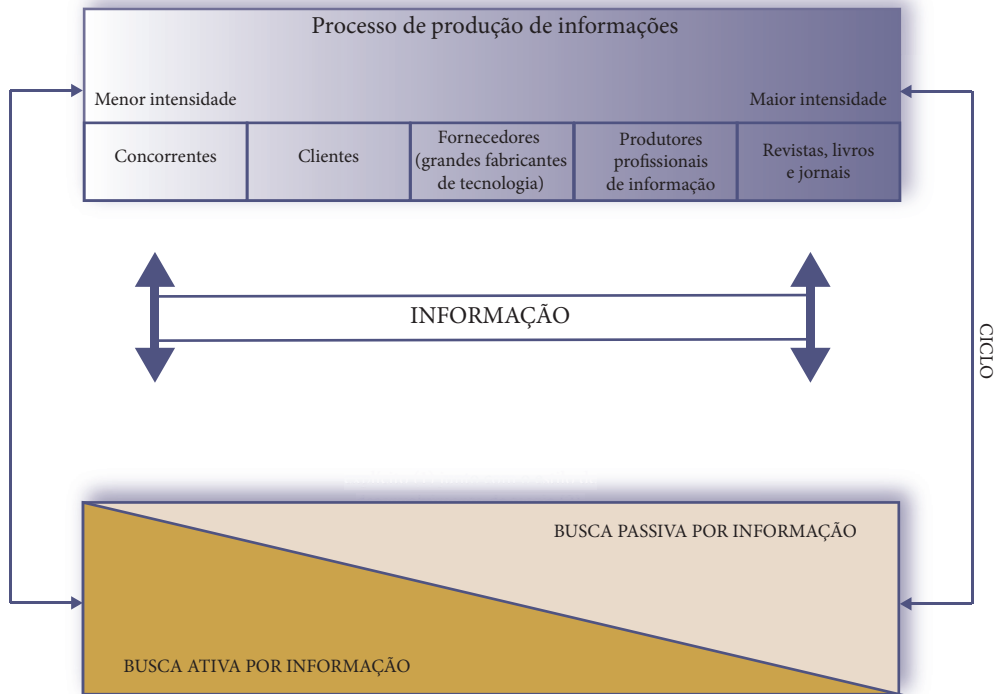 Processo de produção de informações
Menor intensidade
Maior intensidade
Concorrentes
Clientes
Fornecedores
(grandes fabricantes
de tecnologia)
Produtores
profissionais
de informação
Revistas, livros
e jornais
INFORMAÇÃO
CICLO
BUSCA PASSIVA POR INFORMAÇÃO
BUSCA ATIVA POR INFORMAÇÃO